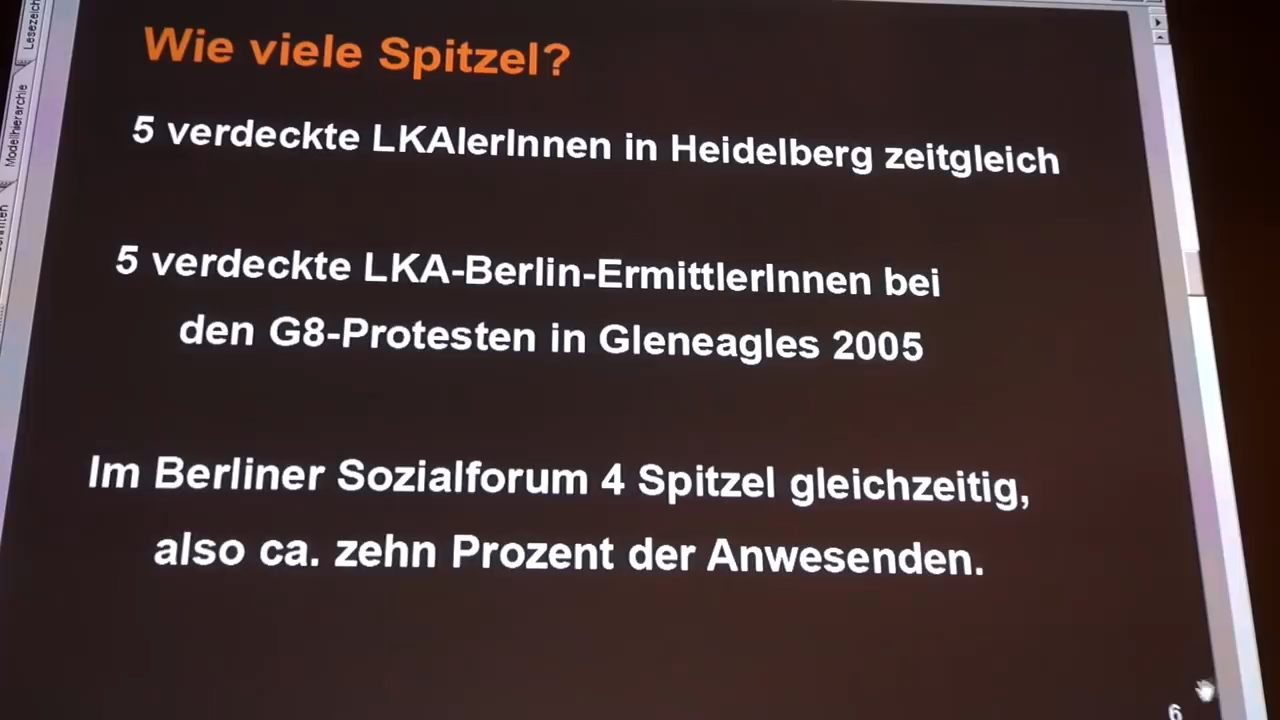 Wie viele Spitzel?
5 verdeckte LKAlerInnen in Heidelberg zeitgleich
5 verdeckte LKA-Berlin-ErmittlerInnen bei
den G8-Protesten in Gleneagles 2005
Im Berliner Sozialforum 4 Spitzel gleichzeitig,
also ca. zehn Prozent der Anwesenden.
6
Modellhierarchie